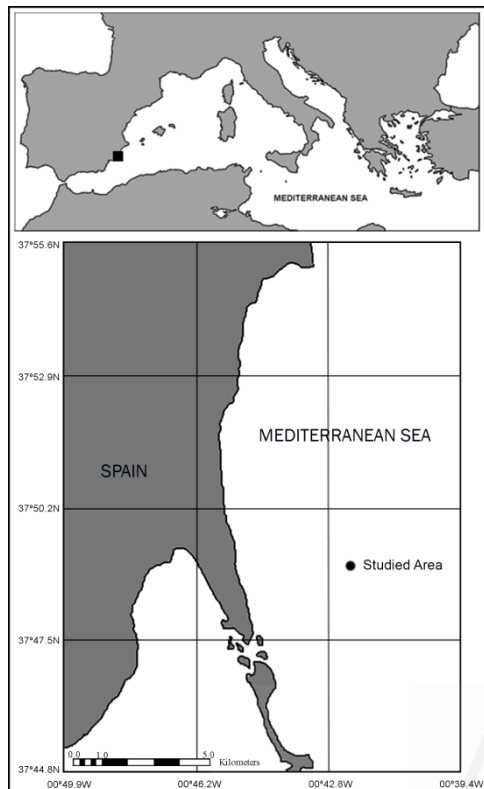 MEDITERRANEAN SEA
37°55.6N
37°52.9N
MEDITERRANEAN SEA
SPAIN
37°50.2N
Studied Area
37°47.5N
0.0 1.0 5.0
Kilometers
37°44.8N
00°49.9W 00°46.2W 00°42.8W 00°39.4W